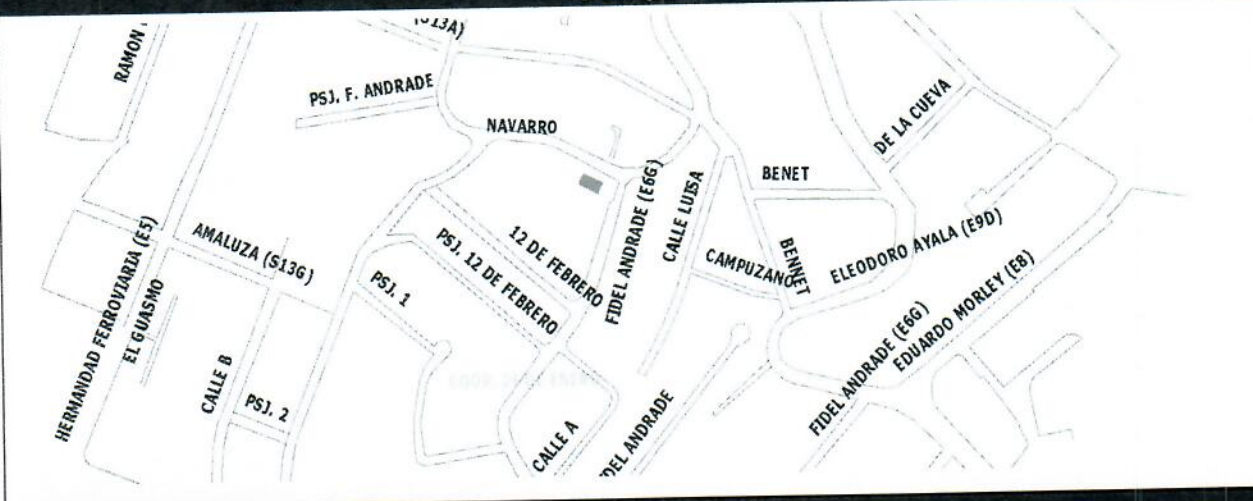 (S13A)
RAMON
PSJ. F. ANDRADE
NAVARRO
DE LA CUEVA
BENET
CALLE LUISA
FIDEL ANDRADE (E6G)
12 DE FEBRERO
PSJ. 12 DE FEBRERO
AMALUZA (S13G)
HERMANDAD FERROVIARIA (E5)
EL GUASMO
PSJ. 1
CAMPUZANO
BENNET
ELEODORO AYALA (E9D)
EDUARDO MORLEY (E8)
FIDEL ANDRADE (E6G)
CALLE B
PSJ. 2
CALLE A
DEL ANDRADE